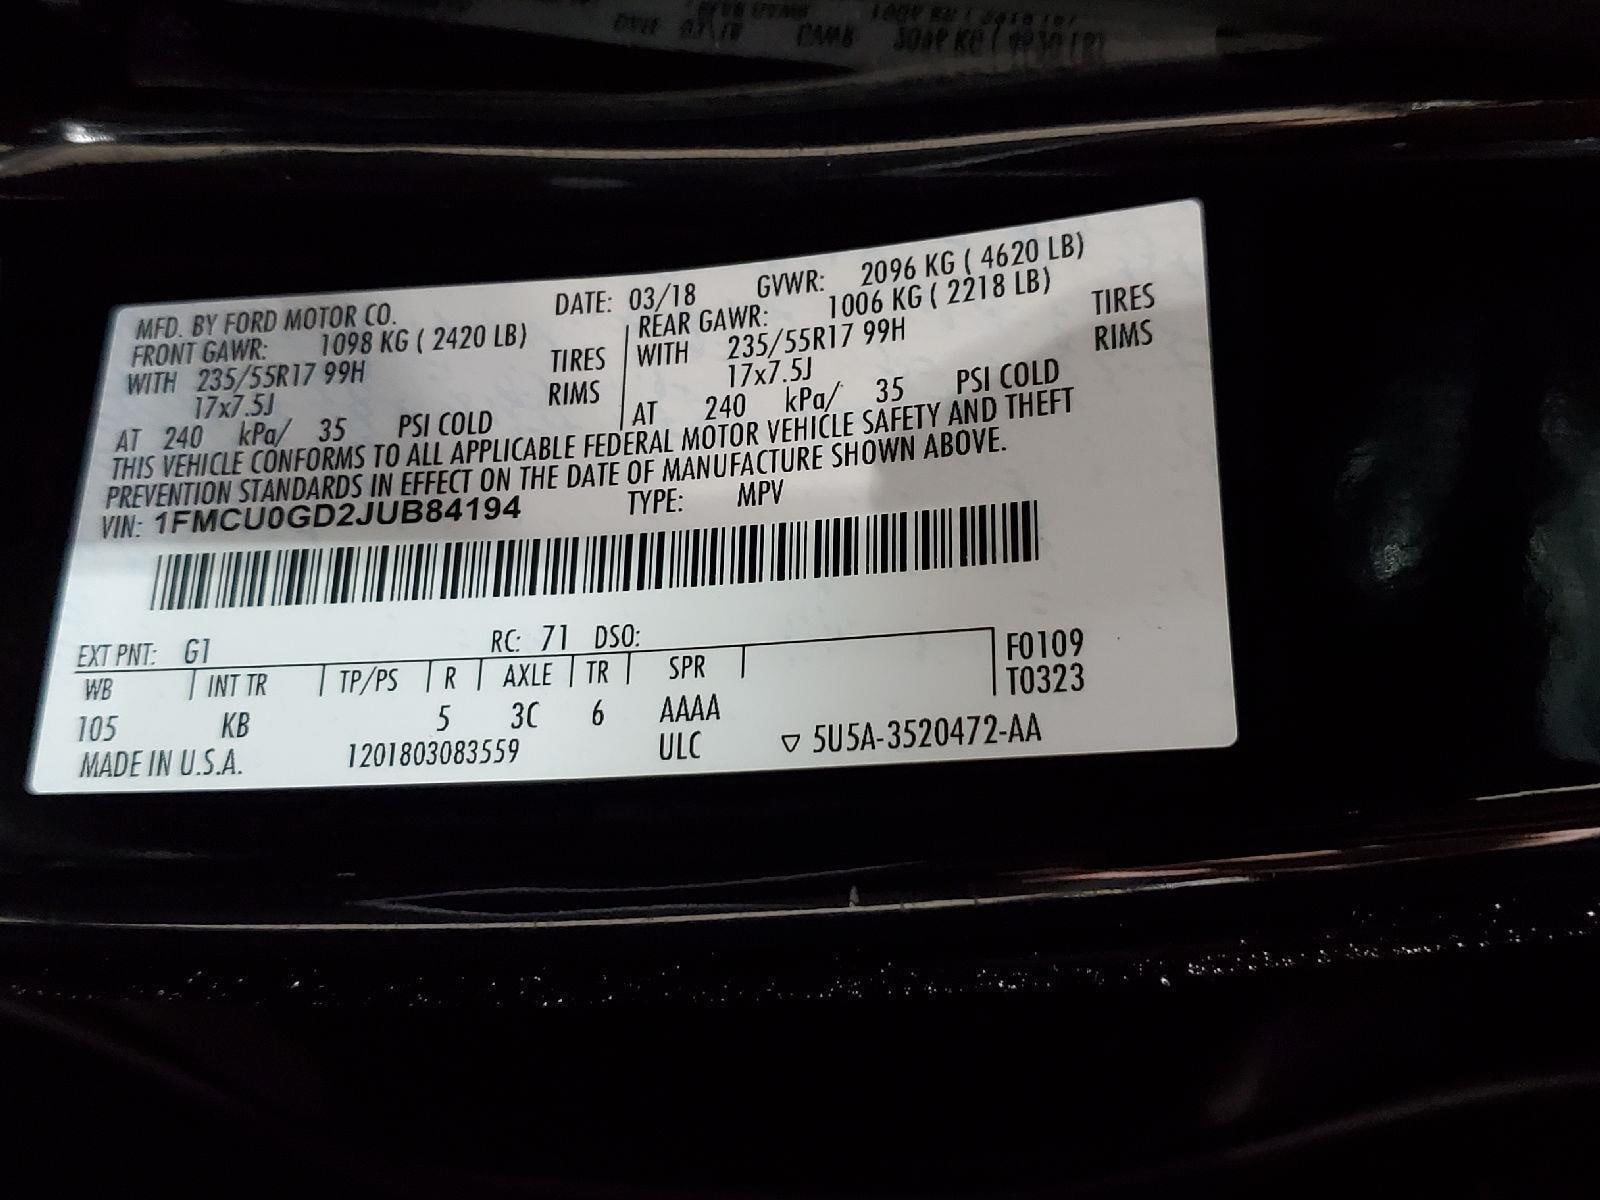 MFD. BY FORD MOTOR CO. DATE: 03/18 GVWR: 2096 KG ( 4620 LB)
FRONT GAWR: 1098 KG ( 2420 LB) REAR GAWR: 1006 KG ( 2218 LB)
WITH 235/55R17 99H TIRES WITH 235/55R17 99H TIRES
17x7.5J RIMS 17x7.5J RIMS
AT 240 kPa/ 35 PSI COLD AT 240 kPa/ 35 PSI COLD
THIS VEHICLE CONFORMS TO ALL APPLICABLE FEDERAL MOTOR VEHICLE SAFETY AND THEFT
PREVENTION STANDARDS IN EFFECT ON THE DATE OF MANUFACTURE SHOWN ABOVE.
VIN: 1FMCU0GD2JUB84194 TYPE: MPV
EXT PNT: G1 RC: 71 DSO: F0109
WB INT TR TP/PS R AXLE TR SPR T0323
105 KB 5 3C 6 AAAA
MADE IN U.S.A. 1201803083559 ULC ▽ 5U5A-3520472-AA